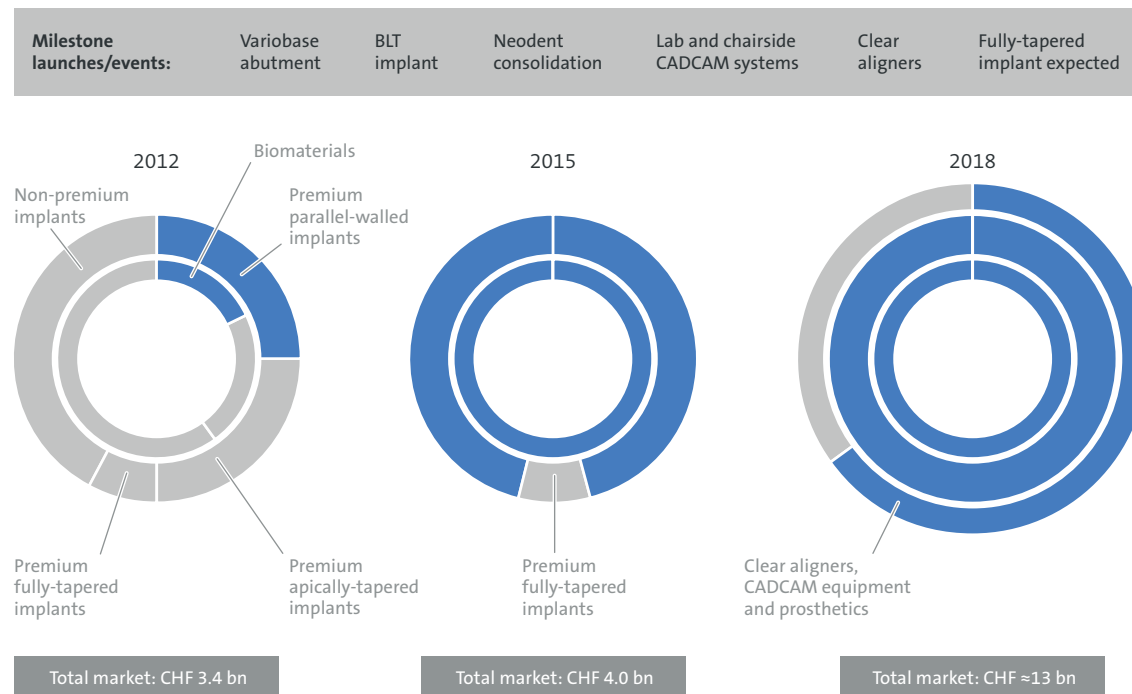 Milestone
launches/events:
Variobase
abutment
BLT
implant
Neodent
consolidation
Lab and chairside
CADCAM systems
Clear
aligners
Fully-tapered
implant expected
2012
Biomaterials
Non-premium
implants
Premium
parallel-walled
implants
Premium
fully-tapered
implants
Premium
apically-tapered
implants
Total market: CHF 3.4 bn
2015
Premium
fully-tapered
implants
Total market: CHF 4.0 bn
2018
Clear aligners,
CADCAM equipment
and prosthetics
Total market: CHF ≈13 bn